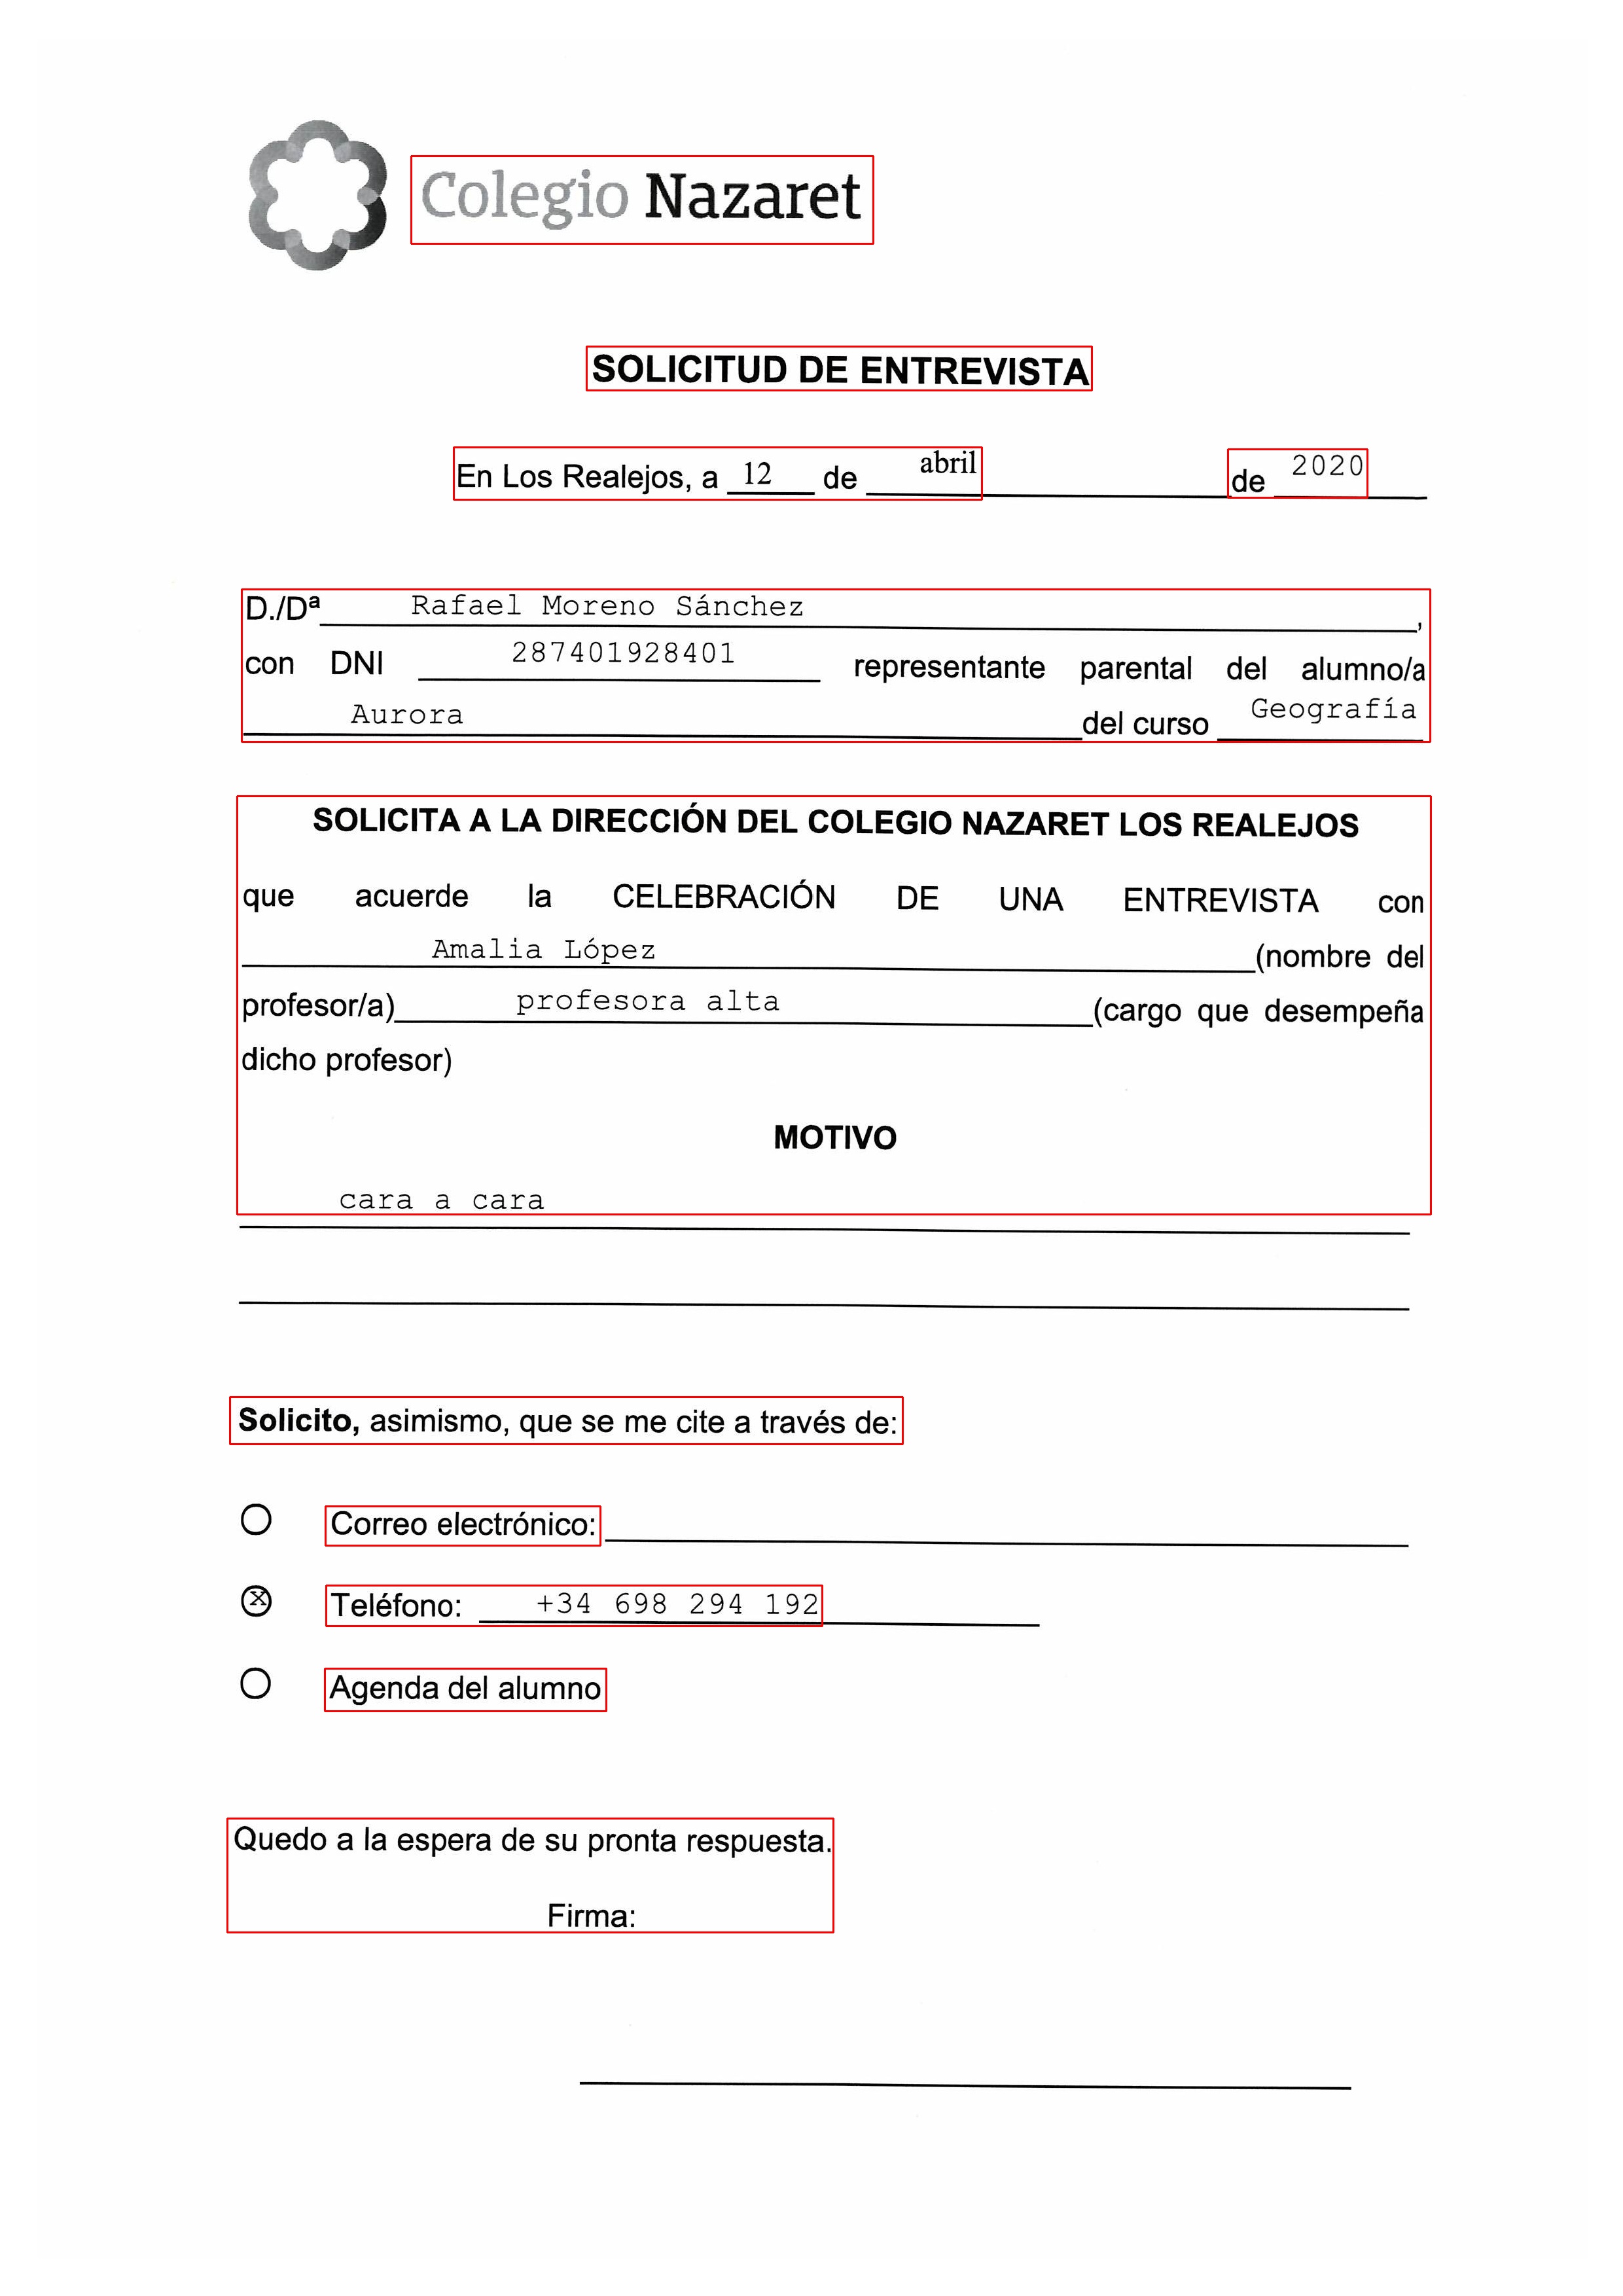 Colegio Nazaret
SOLICITUD DE ENTREVISTA
En Los Realejos, a 12 de abril de 2020
D./Dª Rafael Moreno Sánchez,
con DNI 287401928401 representante parental del alumno/a
Aurora del curso Geografía
SOLICITA A LA DIRECCIÓN DEL COLEGIO NAZARET LOS REALEJOS
que acuerde la CELEBRACIÓN DE UNA ENTREVISTA con
Amalia López (nombre del
profesor/a) profesora alta (cargo que desempeña
dicho profesor)
MOTIVO
cara a cara
Solicito, asimismo, que se me cite a través de:
Correo electrónico:
X Teléfono: +34 698 294 192
Agenda del alumno
Quedo a la espera de su pronta respuesta.
Firma: